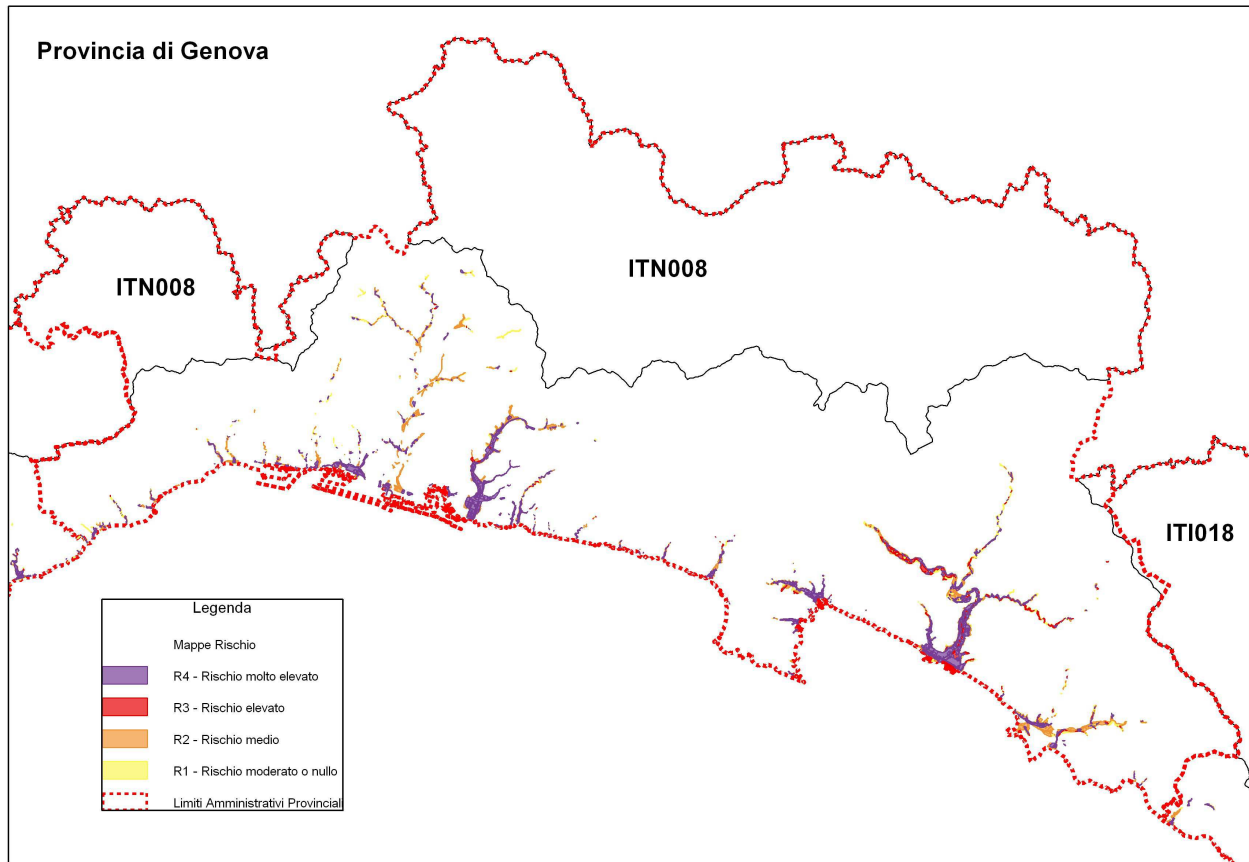 Provincia di Genova
ITN008
ITN008
ITI018
Legenda
Mappe Rischio
R4 - Rischio molto elevato
R3 - Rischio elevato
R2 - Rischio medio
R1 - Rischio moderato o nullo
Limiti Amministrativi Provincial